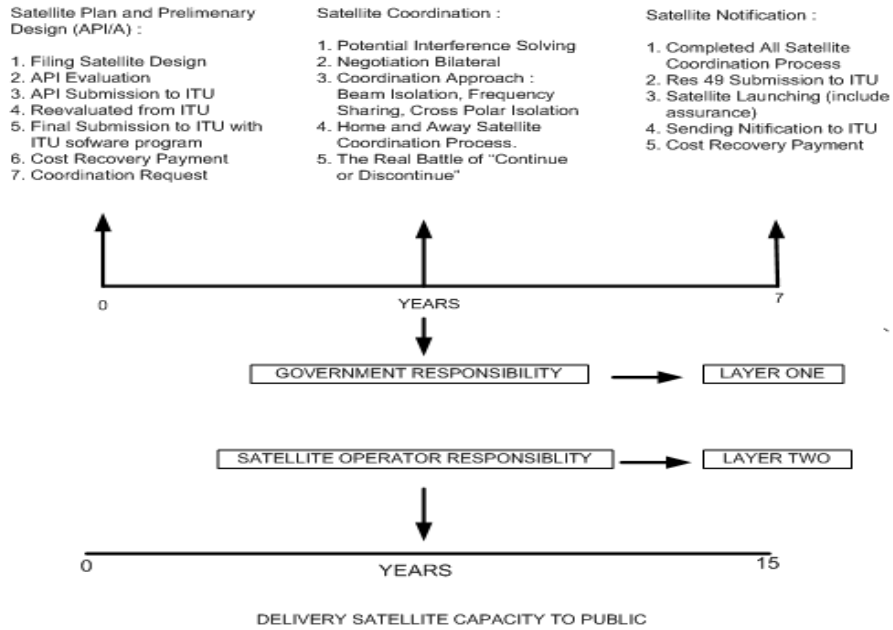 Satellite Plan and Prelimenary
Design (API/A) :
1. Filing Satellite Design
2. API Evaluation
3. API Submission to ITU
4. Reevaluated from ITU
5. Final Submission to ITU with
ITU sofware program
6. Cost Recovery Payment
7. Coordination Request
Satellite Coordination :
1. Potential Interference Solving
2. Negotiation Bilateral
3. Coordination Approach :
Beam Isolation, Frequency
Sharing, Cross Polar Isolation
4. Home and Away Satellite
Coordination Process.
5. The Real Battle of "Continue
or Discontinue"
Satellite Notification :
1. Completed All Satellite
Coordination Process
2. Res 49 Submission to ITU
3. Satellite Launching (include
assurance)
4. Sending Nitification to ITU
5. Cost Recovery Payment
0
YEARS
7
GOVERNMENT RESPONSIBILITY
LAYER ONE
SATELLITE OPERATOR RESPONSIBLITY
LAYER TWO
0
YEARS
15
DELIVERY SATELLITE CAPACITY TO PUBLIC